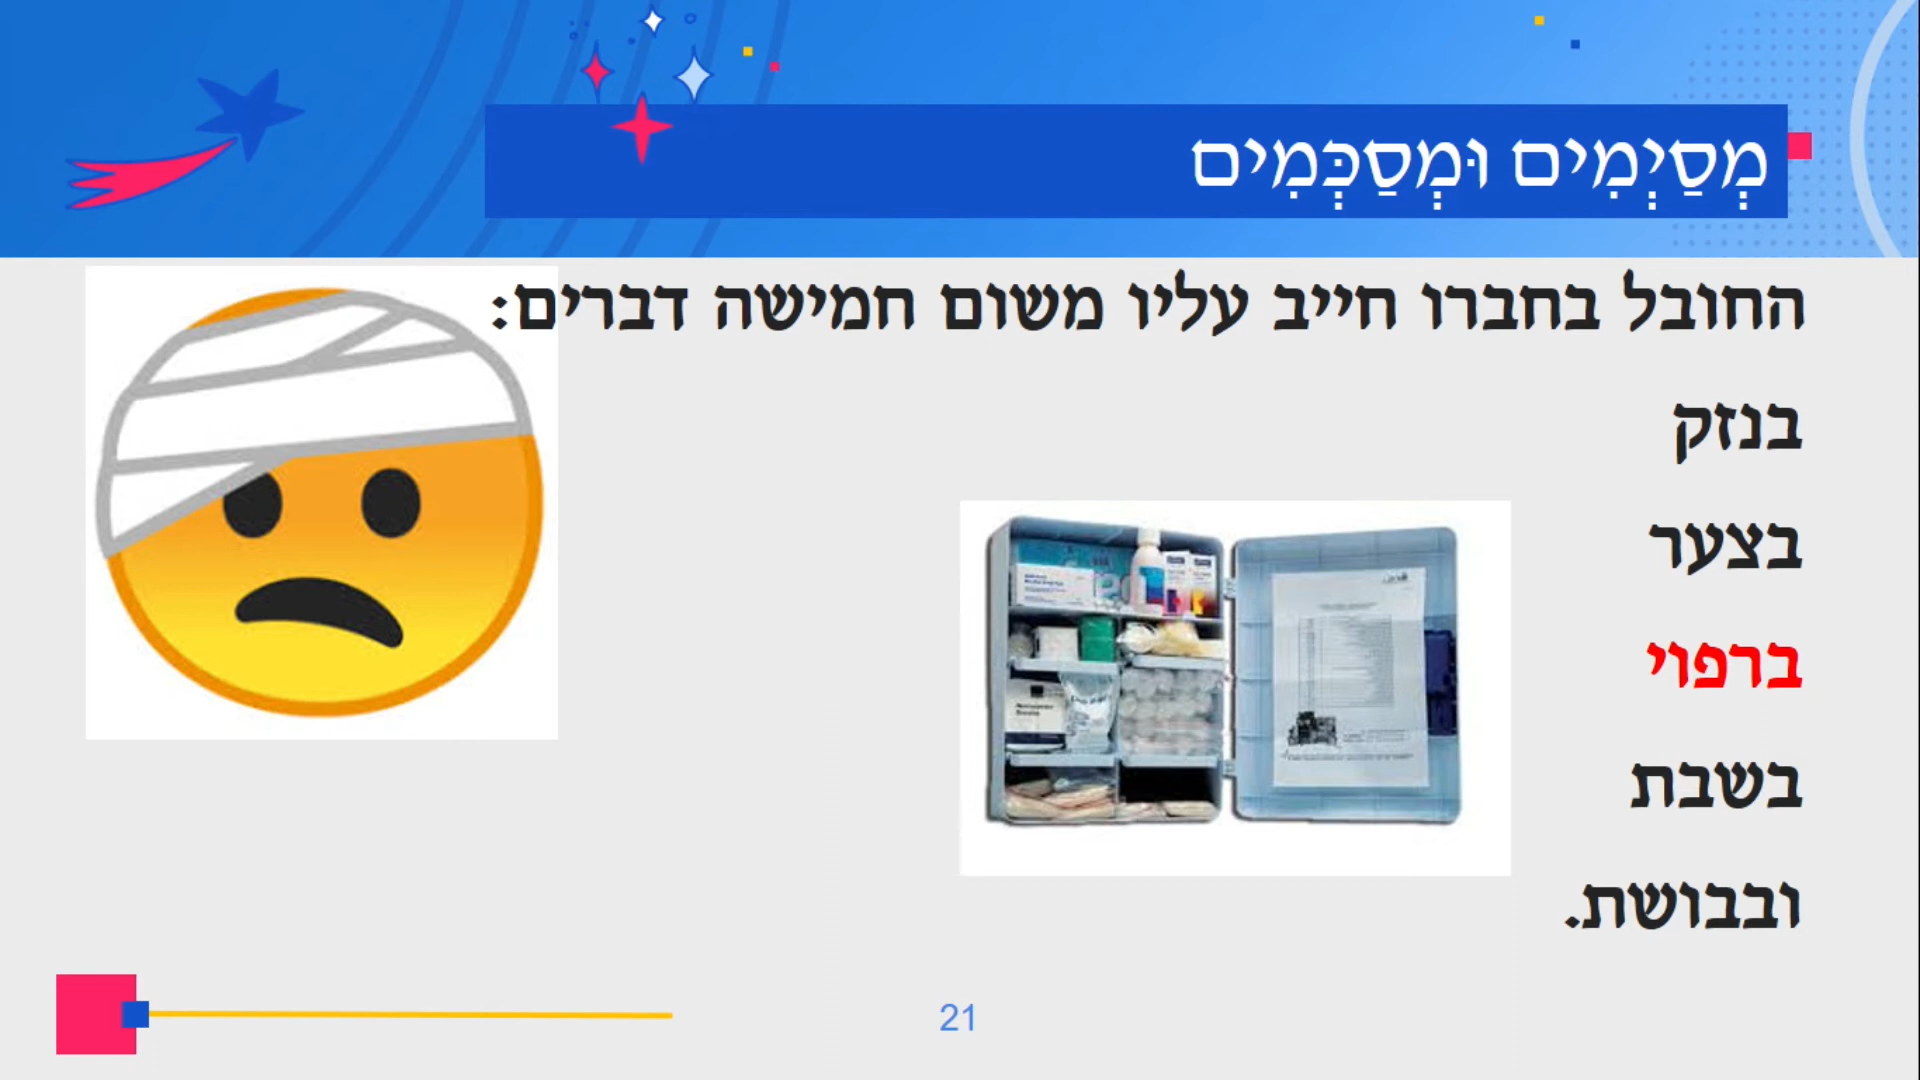 מְסַיְמִים וּמְסַכְּמִים
החובל בחברו חייב עליו משום חמישה דברים:
בנזק
בצער
ברפוי
בשבת
ובבושת.
21